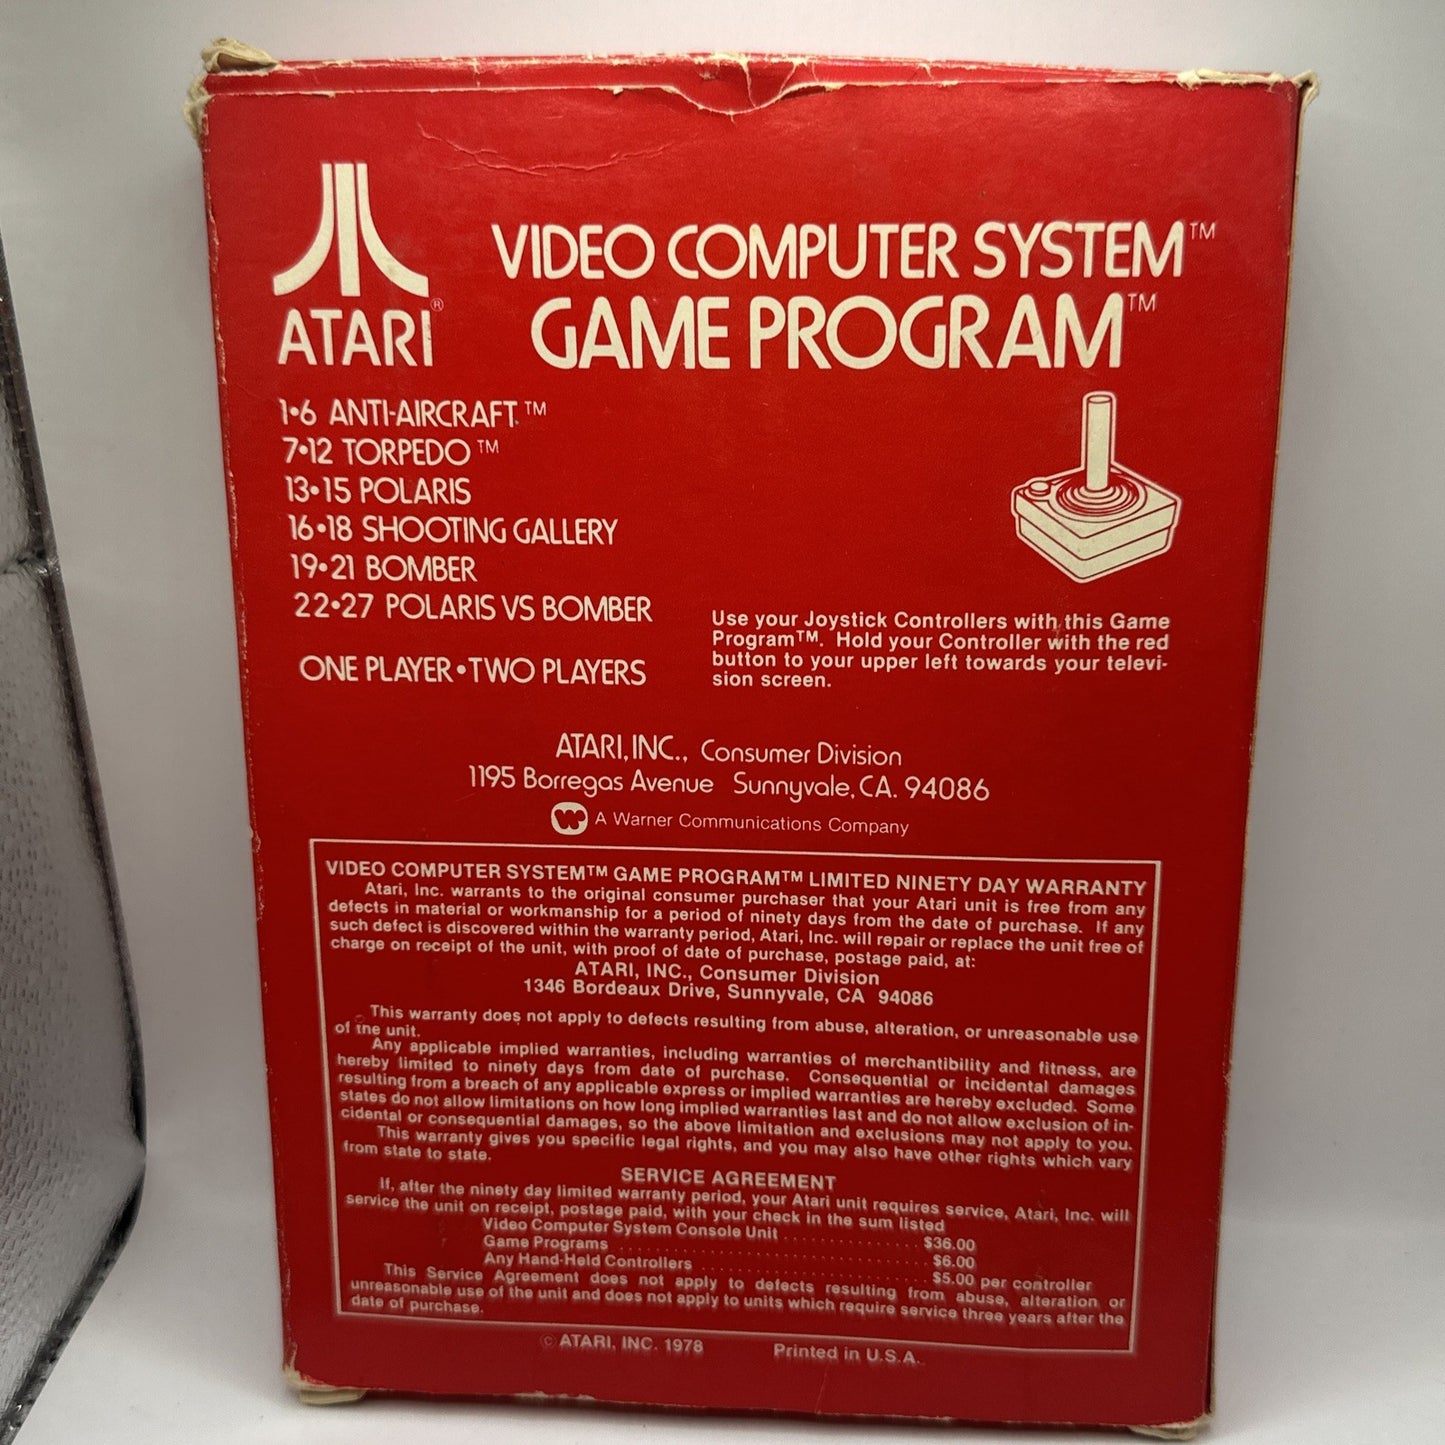 VIDEO COMPUTER SYSTEM™
GAME PROGRAM™
ATARI®
1•6 ANTI-AIRCRAFT™
7•12 TORPEDO™
13•15 POLARIS
16•18 SHOOTING GALLERY
19•21 BOMBER
22•27 POLARIS VS BOMBER
ONE PLAYER•TWO PLAYERS
Use your Joystick Controllers with this Game
Program™. Hold your Controller with the red
button to your upper left towards your televi-
sion screen.
ATARI, INC., Consumer Division
1195 Borregas Avenue Sunnyvale, CA. 94086
A Warner Communications Company
VIDEO COMPUTER SYSTEM™ GAME PROGRAM™ LIMITED NINETY DAY WARRANTY
Atari, Inc. warrants to the original consumer purchaser that your Atari unit is free from any
defects in material or workmanship for a period of ninety days from the date of purchase. If any
such defect is discovered within the warranty period, Atari, Inc. will repair or replace the unit free of
charge on receipt of the unit, with proof of date of purchase, postage paid, at:
ATARI, INC., Consumer Division
1346 Bordeaux Drive, Sunnyvale, CA 94086
This warranty does not apply to defects resulting from abuse, alteration, or unreasonable use
of the unit.
Any applicable implied warranties, including warranties of merchantibility and fitness, are
hereby limited to ninety days from date of purchase. Consequential or incidental damages
resulting from a breach of any applicable express or implied warranties are hereby excluded. Some
states do not allow limitations on how long implied warranties last and do not allow exclusion of in-
cidental or consequential damages, so the above limitation and exclusions may not apply to you.
This warranty gives you specific legal rights, and you may also have other rights which vary
from state to state.
SERVICE AGREEMENT
If, after the ninety day limited warranty period, your Atari unit requires service, Atari, Inc. will
service the unit on receipt, postage paid, with your check in the sum listed
Video Computer System Console Unit ............... $36.00
Game Programs ............... $6.00
Any Hand-Held Controllers ............... $5.00 per controller
This Service Agreement does not apply to defects resulting from abuse, alteration or
unreasonable use of the unit and does not apply to units which require service three years after the
date of purchase.
© ATARI, INC. 1978 Printed in U.S.A.